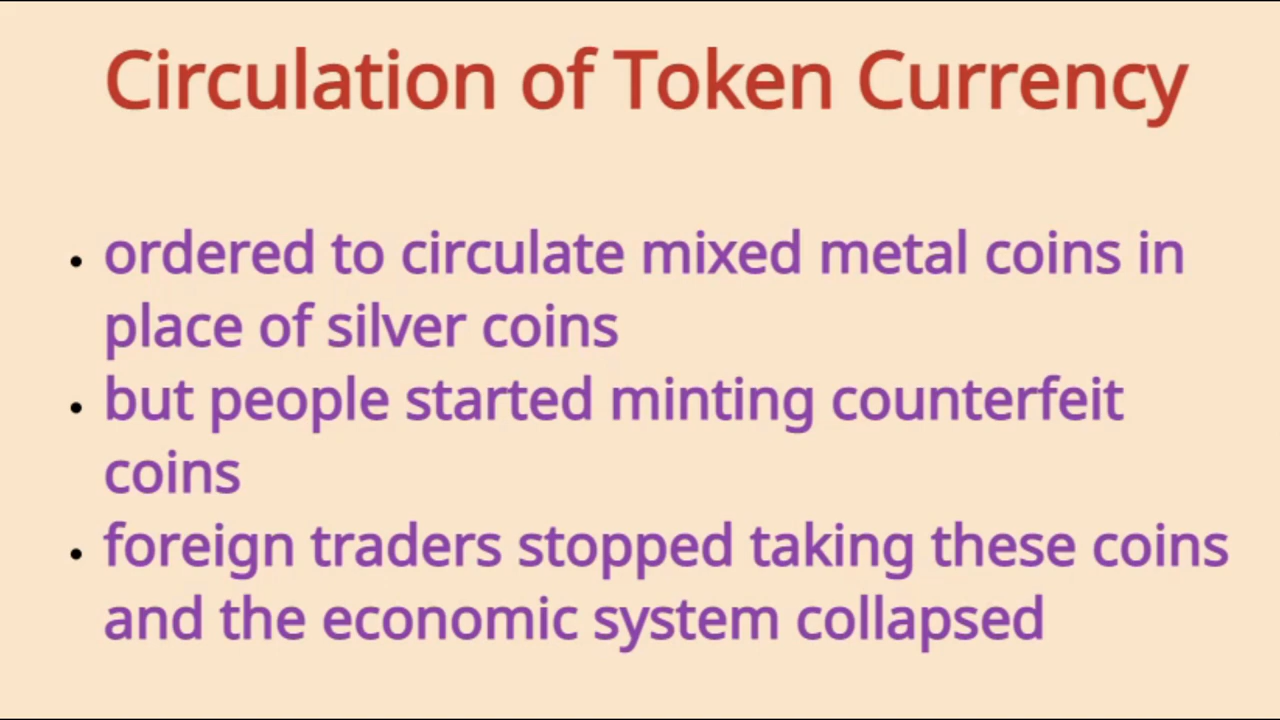 Circulation of Token Currency
• ordered to circulate mixed metal coins in
place of silver coins
• but people started minting counterfeit
coins
• foreign traders stopped taking these coins
and the economic system collapsed